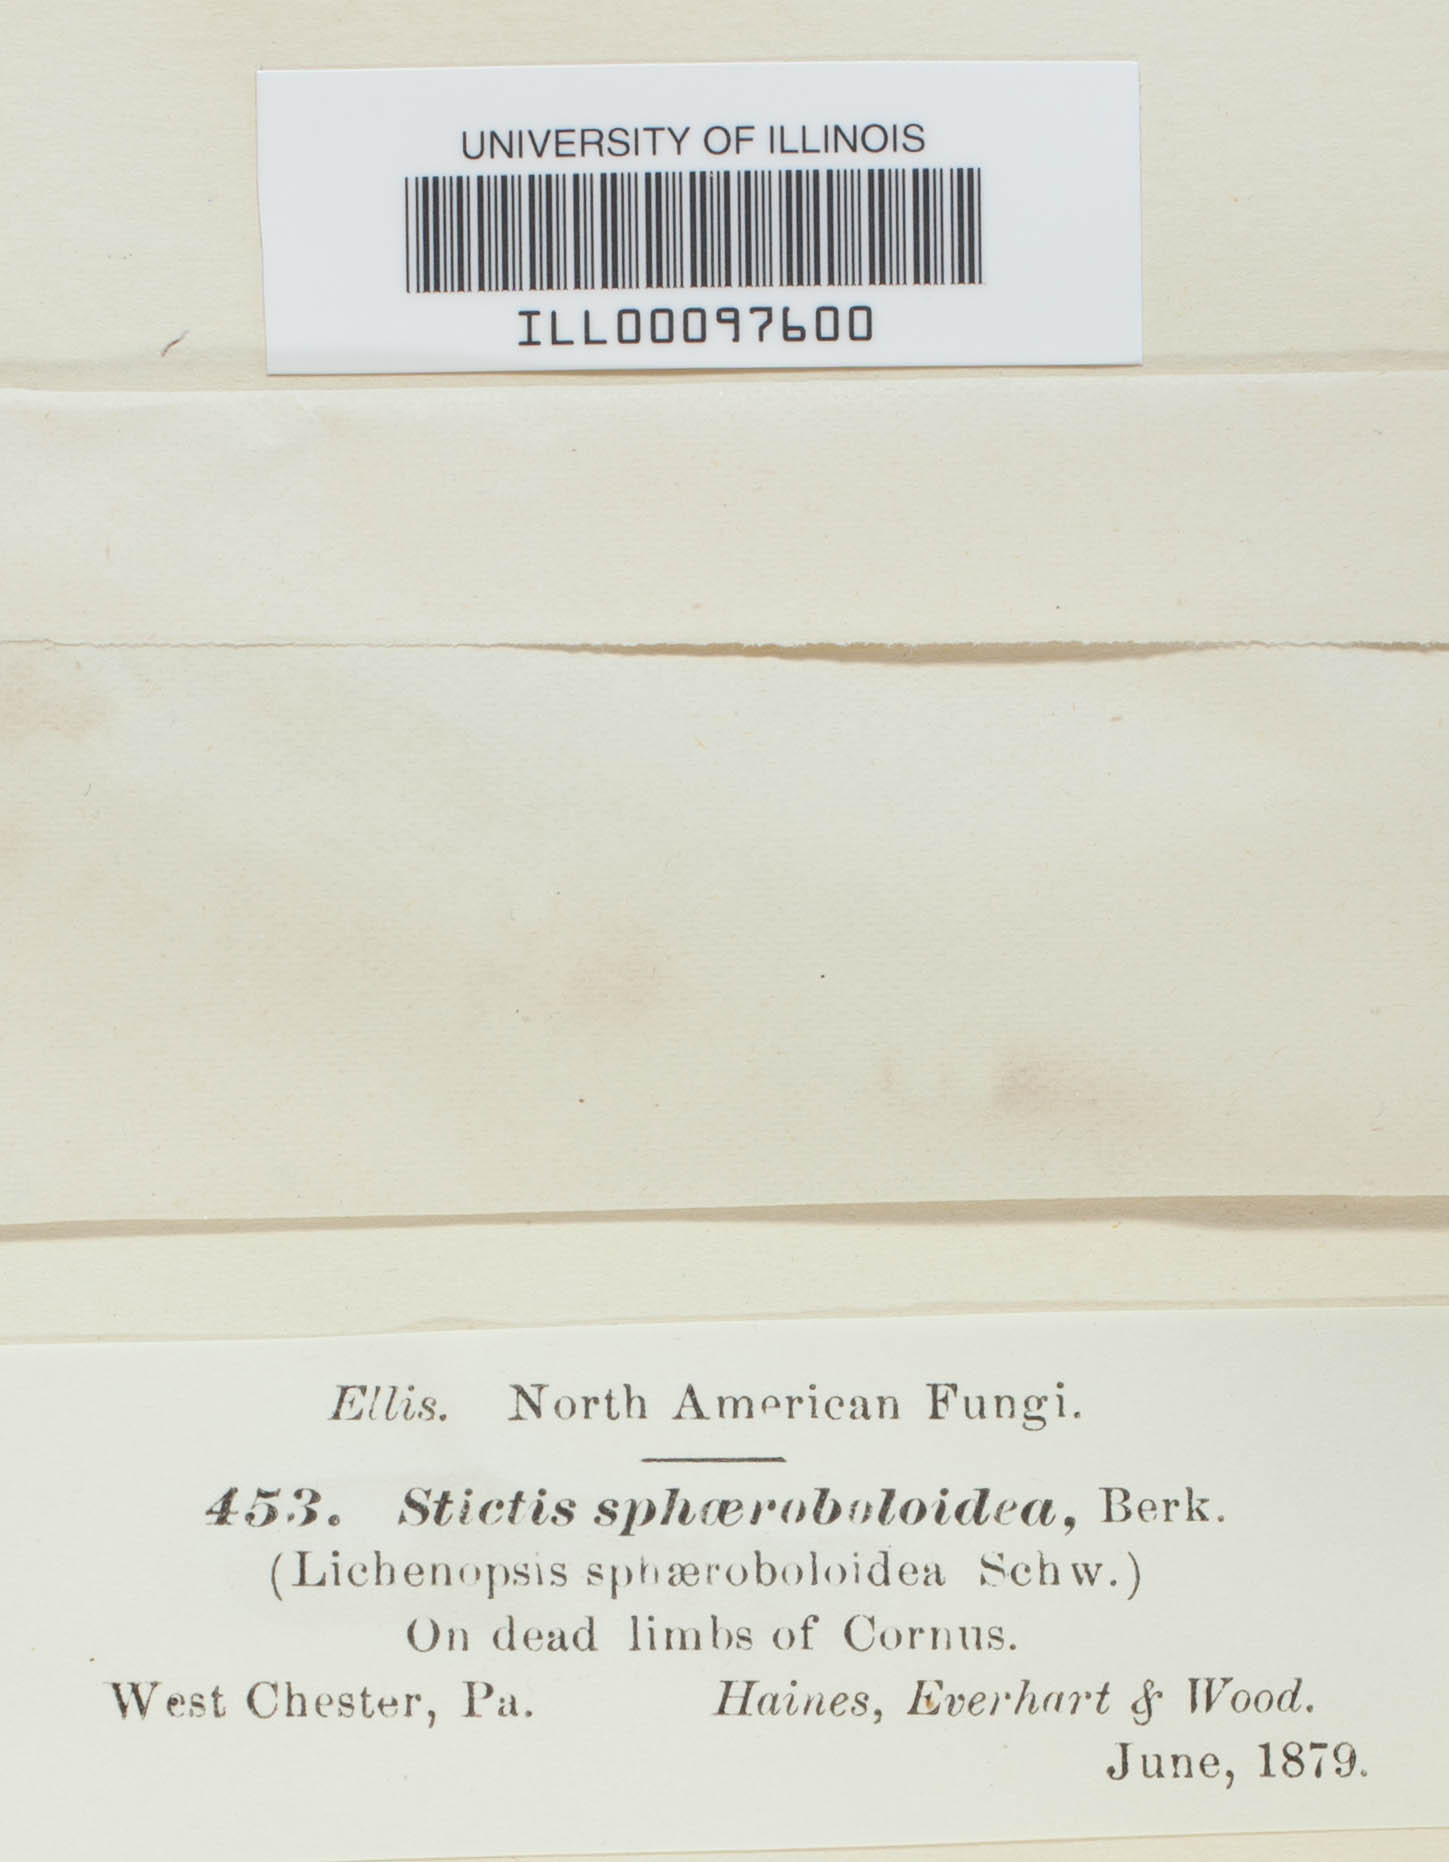 UNIVERSITY OF ILLINOIS
ILL00097600
Ellis. North American Fungi.
453. Stictis sphæroboloidea, Berk.
(Lichenopsis sphæroboloidea Schw.)
On dead limbs of Cornus.
West Chester, Pa. Haines, Everhart & Wood.
June, 1879.